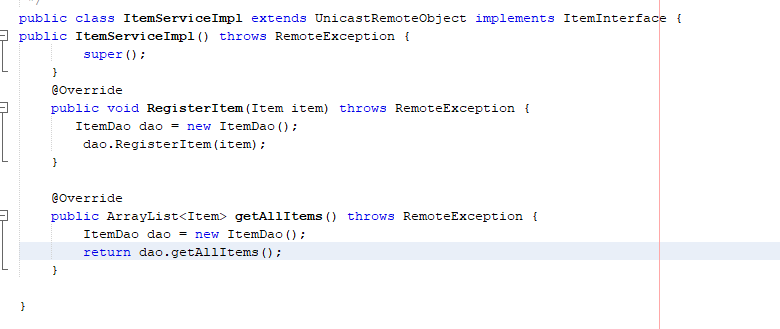 */
public class ItemServiceImpl extends UnicastRemoteObject implements ItemInterface {
public ItemServiceImpl() throws RemoteException {
        super();
    }
    @Override
    public void RegisterItem(Item item) throws RemoteException {
       ItemDao dao = new ItemDao();
        dao.RegisterItem(item);
    }
    @Override
    public ArrayList<Item> getAllItems() throws RemoteException {
        ItemDao dao = new ItemDao();
        return dao.getAllItems();
    }
}